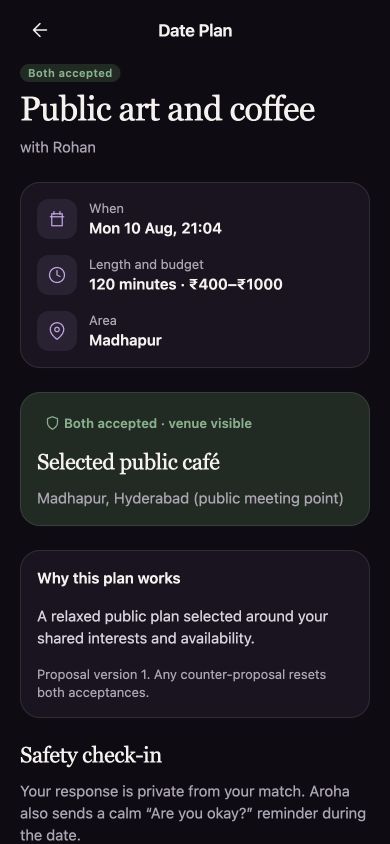 Date Plan
Both accepted
Public art and coffee
with Rohan
When
Mon 10 Aug, 21:04
Length and budget
120 minutes · ₹400–₹1000
Area
Madhapur
Both accepted · venue visible
Selected public café
Madhapur, Hyderabad (public meeting point)
Why this plan works
A relaxed public plan selected around your
shared interests and availability.
Proposal version 1. Any counter-proposal resets
both acceptances.
Safety check-in
Your response is private from your match. Aroha
also sends a calm “Are you okay?” reminder during
the date.